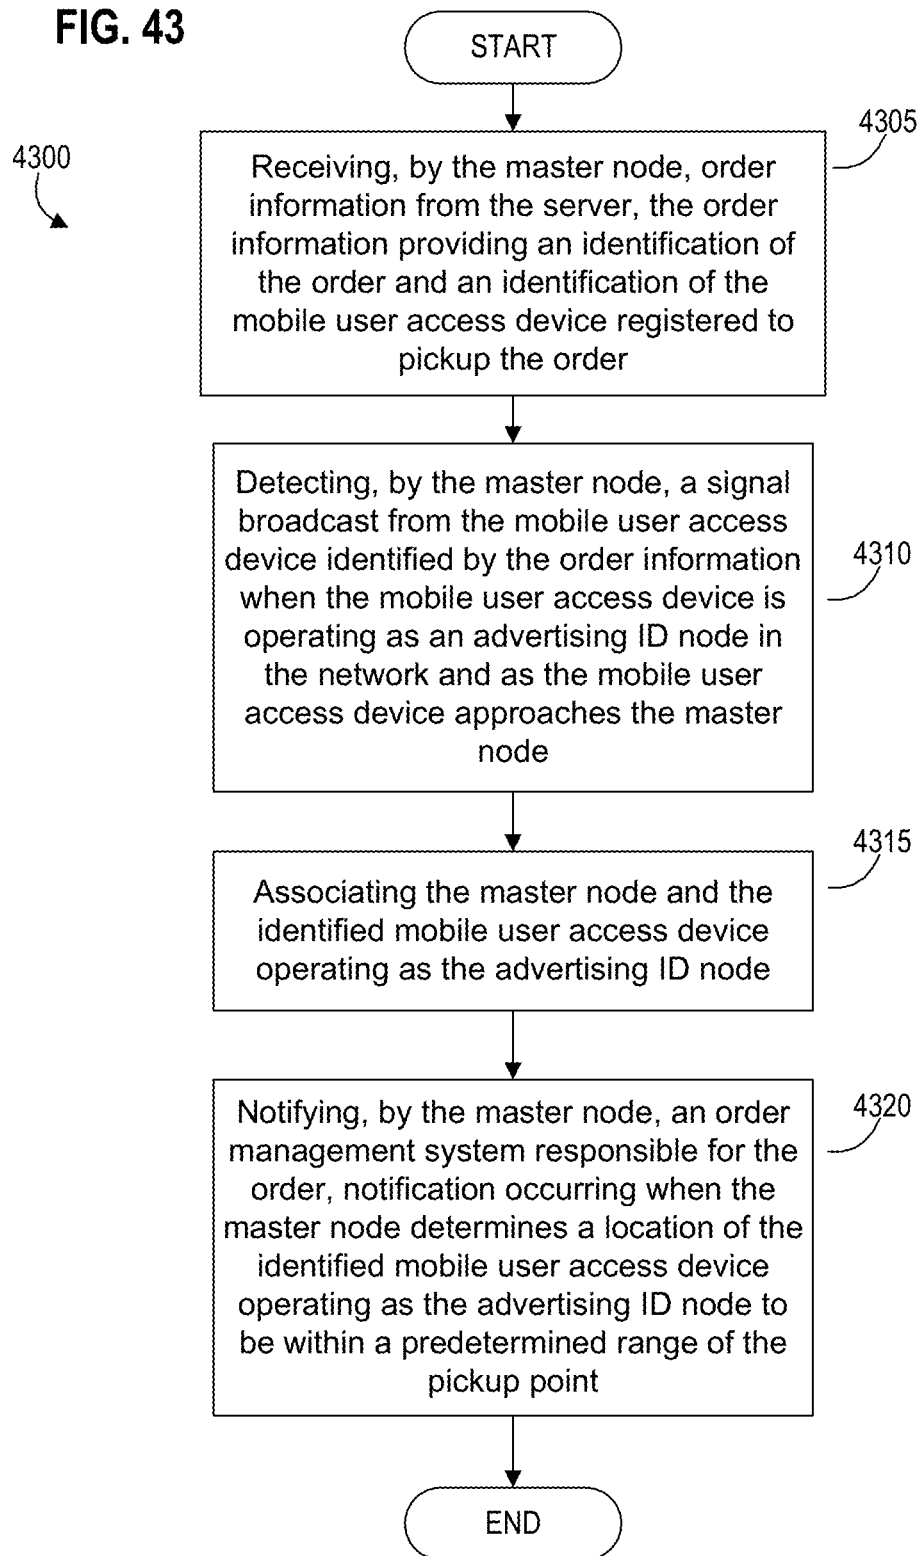 FIG. 43
START
4300
4305
Receiving, by the master node, order
information from the server, the order
information providing an identification of
the order and an identification of the
mobile user access device registered to
pickup the order
4310
Detecting, by the master node, a signal
broadcast from the mobile user access
device identified by the order information
when the mobile user access device is
operating as an advertising ID node in
the network and as the mobile user
access device approaches the master
node
4315
Associating the master node and the
identified mobile user access device
operating as the advertising ID node
4320
Notifying, by the master node, an order
management system responsible for the
order, notification occurring when the
master node determines a location of the
identified mobile user access device
operating as the advertising ID node to
be within a predetermined range of the
pickup point
END